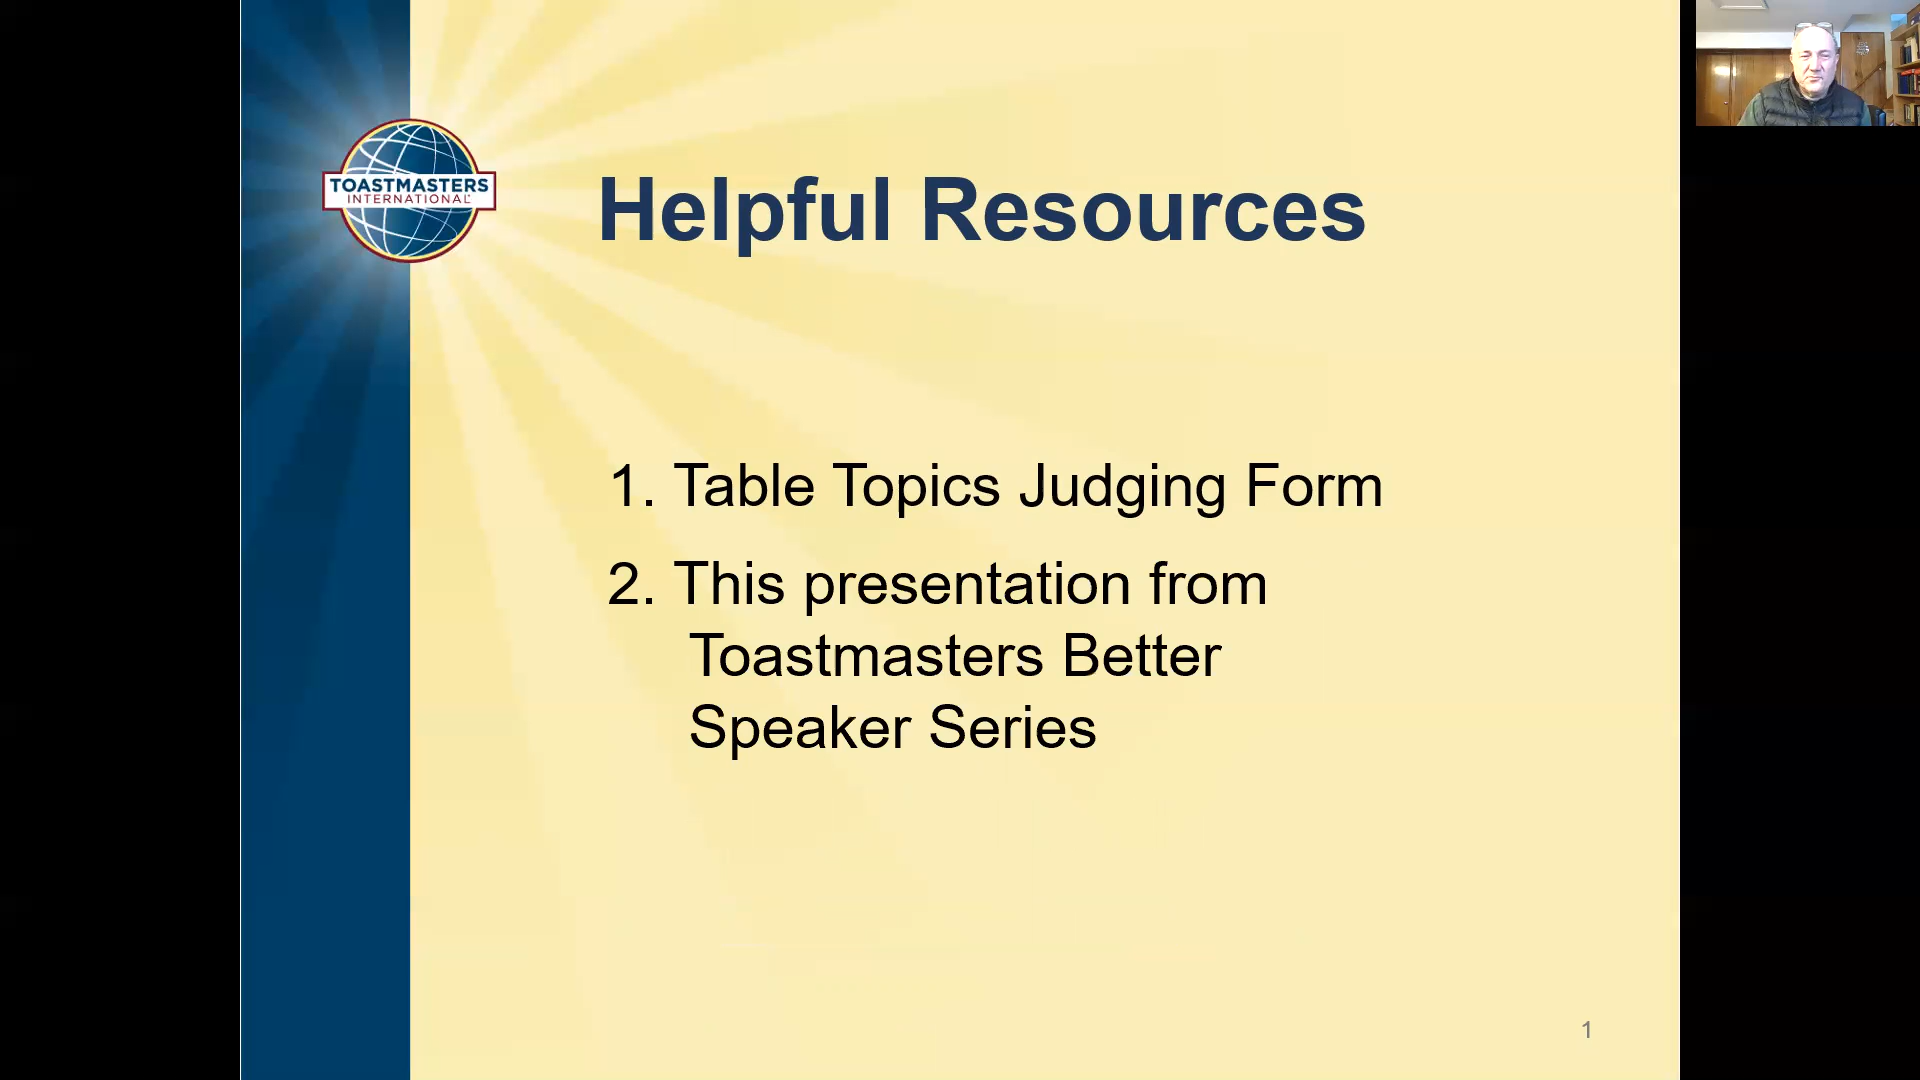 TOASTMASTERS
INTERNATIONAL
Helpful Resources
1. Table Topics Judging Form
2. This presentation from
Toastmasters Better
Speaker Series
1